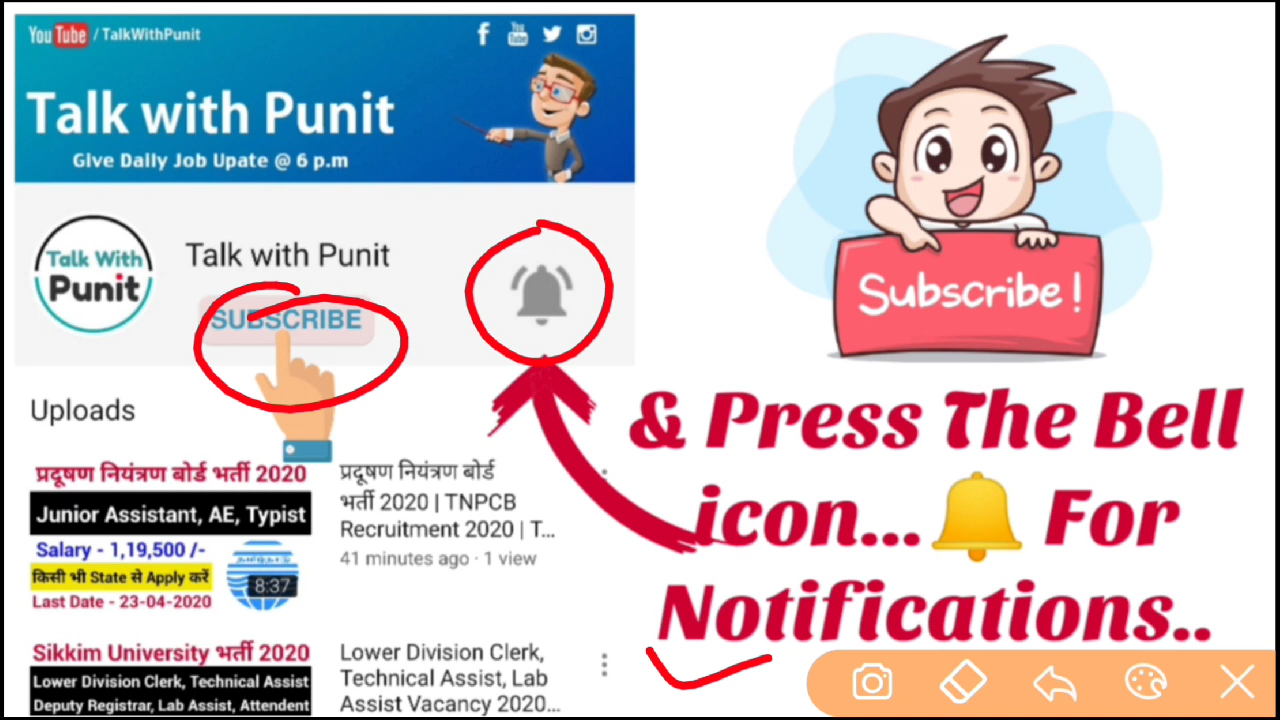 YouTube / TalkWithPunit
You Tube
Talk with Punit
GIve Daily Job Upate @ 6 p.m
Talk With
Punit
Talk with Punit
SUBSCRIBE
Subscribe!
& Press The Bell
icon... For
Notifications..
Uploads
प्रदूषण नियंत्रण बोर्ड भर्ती 2020
Junior Assistant, AE, Typist
Salary - 1,19,500 /-
किसी भी State से Apply करें
8:37
Last Date - 23-04-2020
प्रदूषण नियंत्रण बोर्ड
भर्ती 2020 | TNPCB
Recruitment 2020 | T...
41 minutes ago · 1 view
Sikkim University भर्ती 2020
Lower Division Clerk, Technical Assist
Deputy Registrar, Lab Assist, Attendent
Lower Division Clerk,
Technical Assist, Lab
Assist Vacancy 2020...